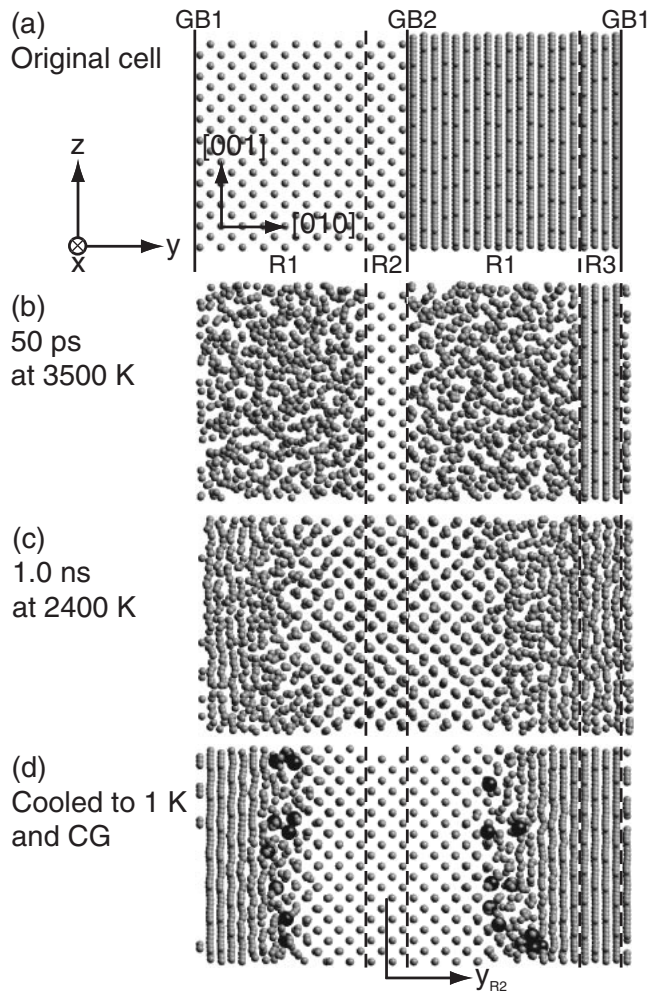 GB1 GB2 GB1
(a)
Original cell
[001]
[010]
z
x
y
R1 R2 R1 R3
(b)
50 ps
at 3500 K
(c)
1.0 ns
at 2400 K
(d)
Cooled to 1 K
and CG
y R2